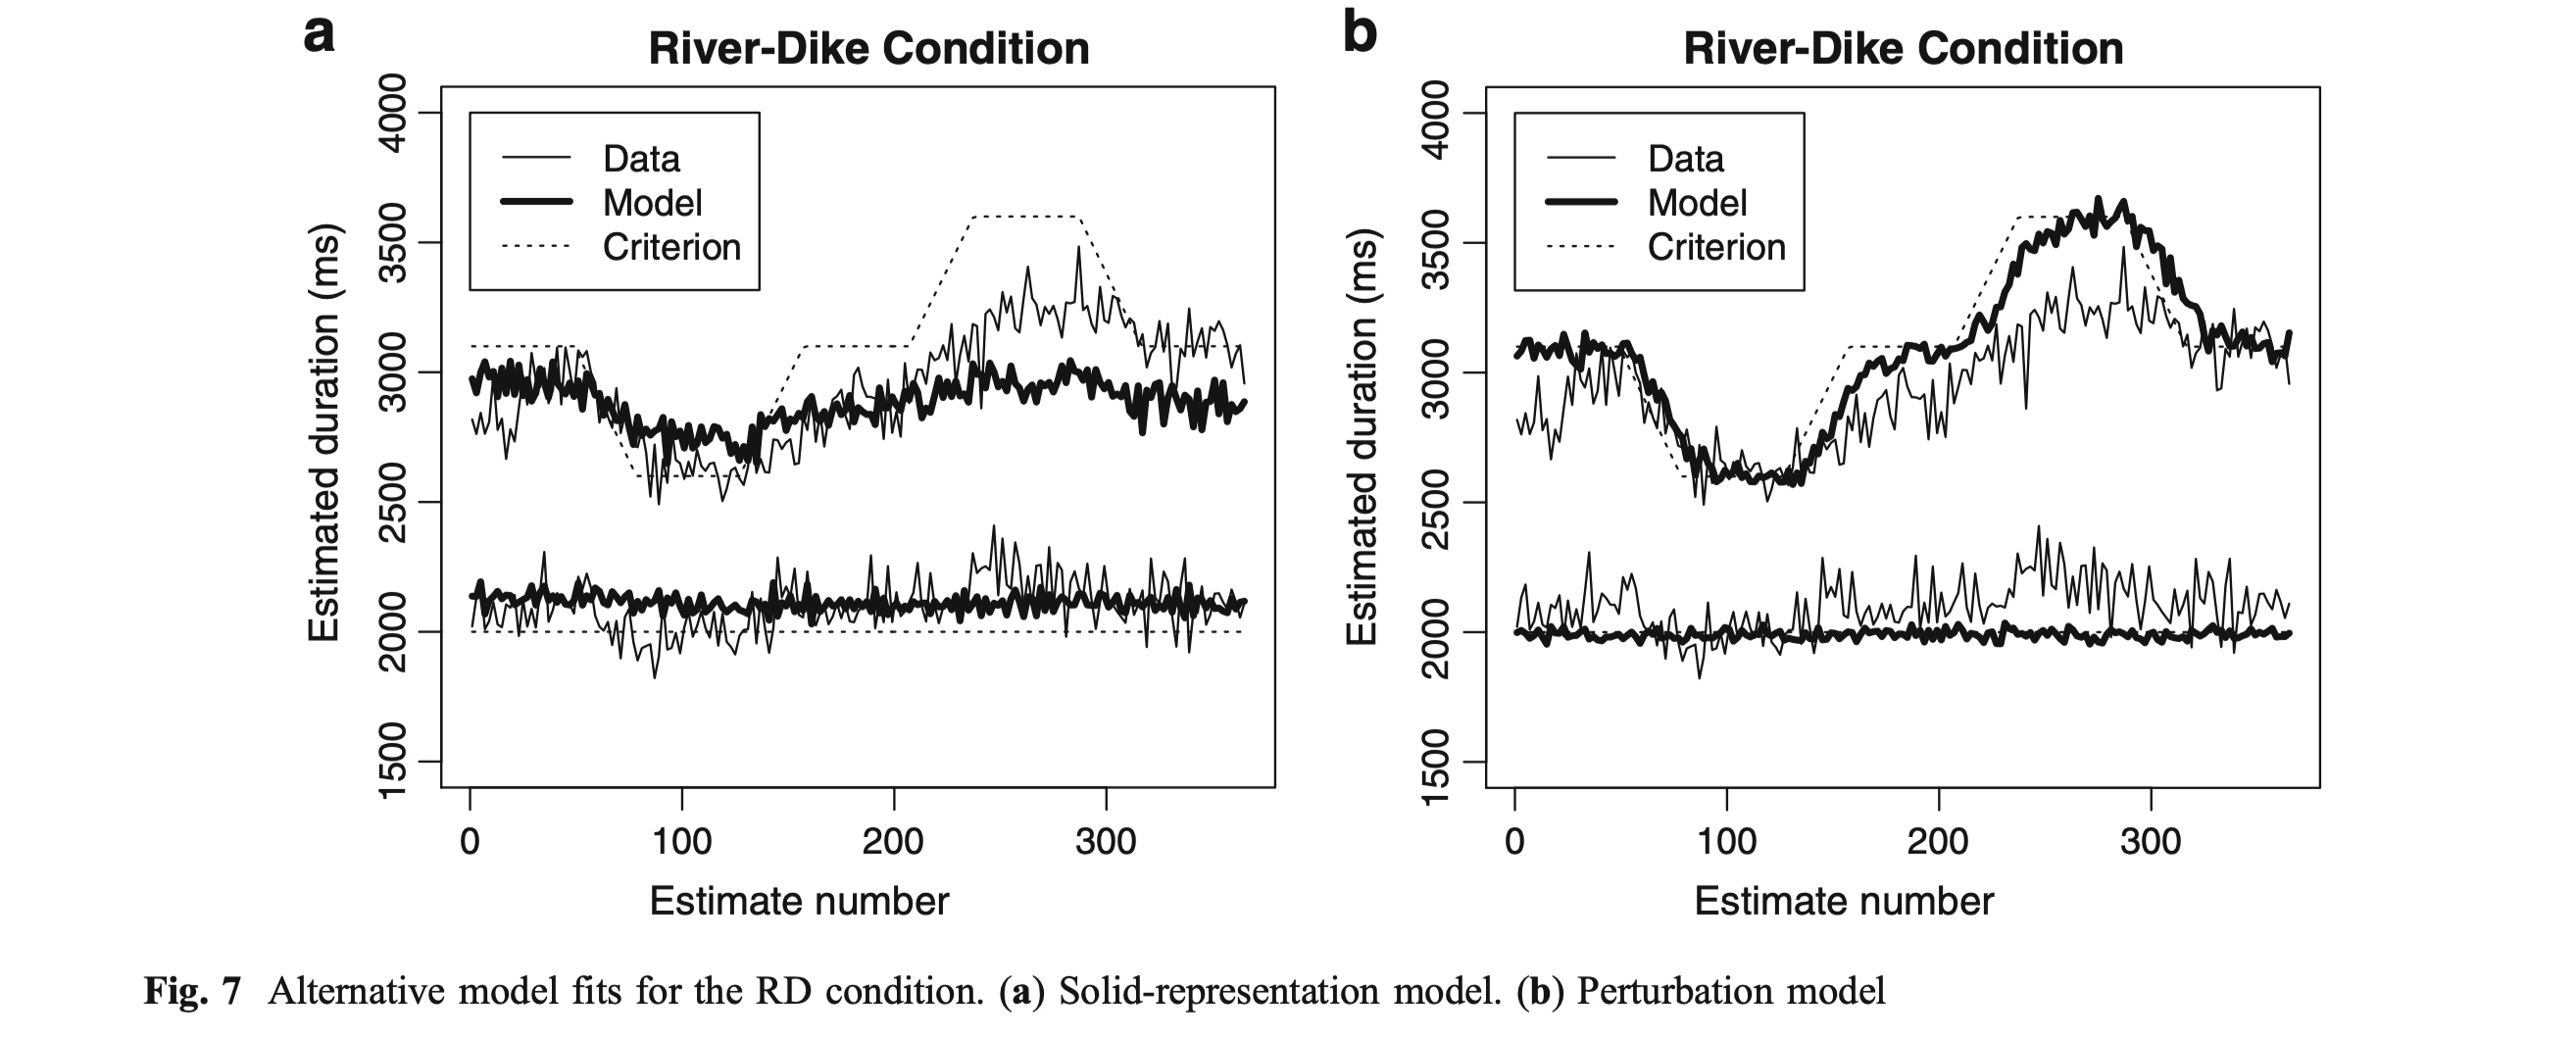 a
River-Dike Condition
Data
Model
Criterion
Estimated duration (ms)
4000
3500
3000
2500
2000
1500
0 100 200 300
Estimate number
b
River-Dike Condition
Data
Model
Criterion
Estimated duration (ms)
4000
3500
3000
2500
2000
1500
0 100 200 300
Estimate number
Fig. 7 Alternative model fits for the RD condition. (a) Solid-representation model. (b) Perturbation model